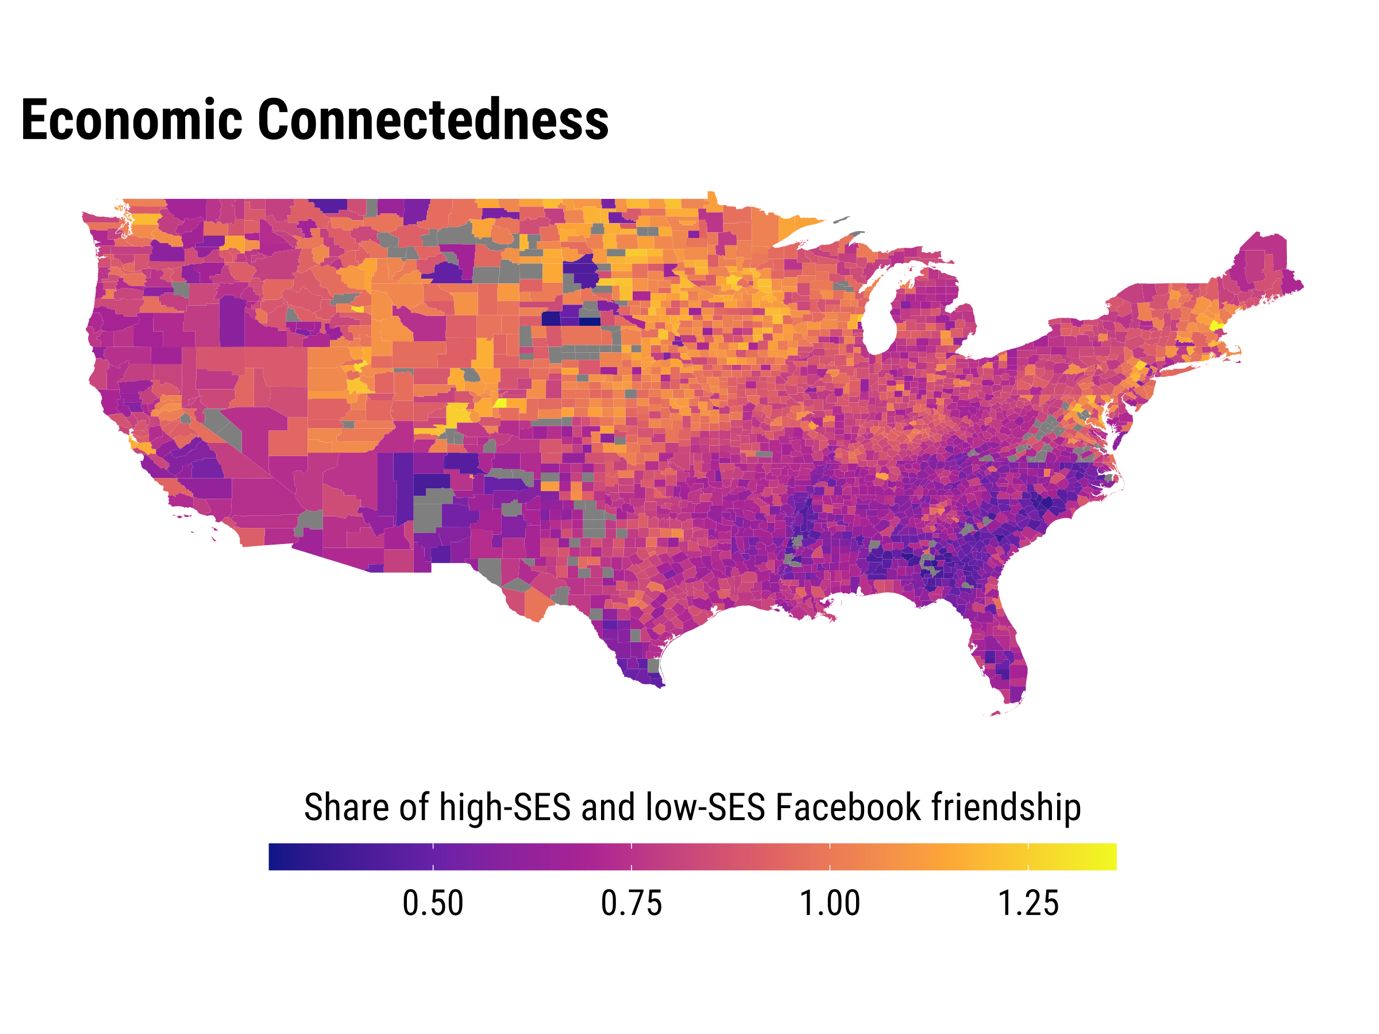 Economic Connectedness
Share of high-SES and low-SES Facebook friendship
0.50 0.75 1.00 1.25